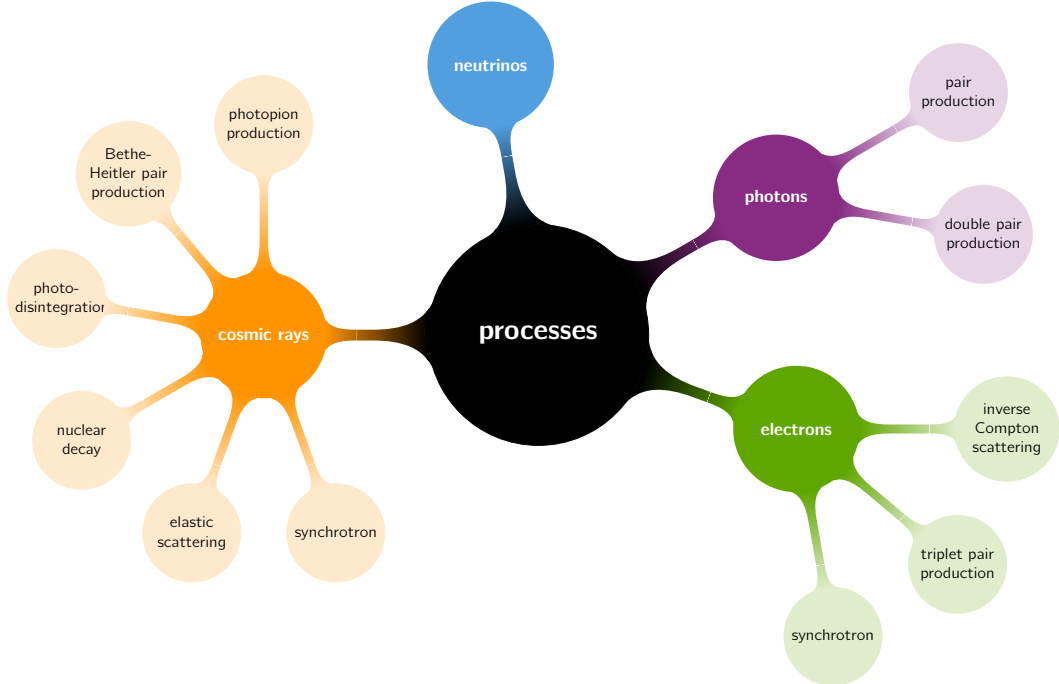 neutrinos
pair
production
photopion
production
Bethe-
Heitler pair
production
photons
double pair
production
photo-
disintegration
cosmic rays
processes
inverse
Compton
scattering
electrons
nuclear
decay
elastic
scattering
synchrotron
triplet pair
production
synchrotron